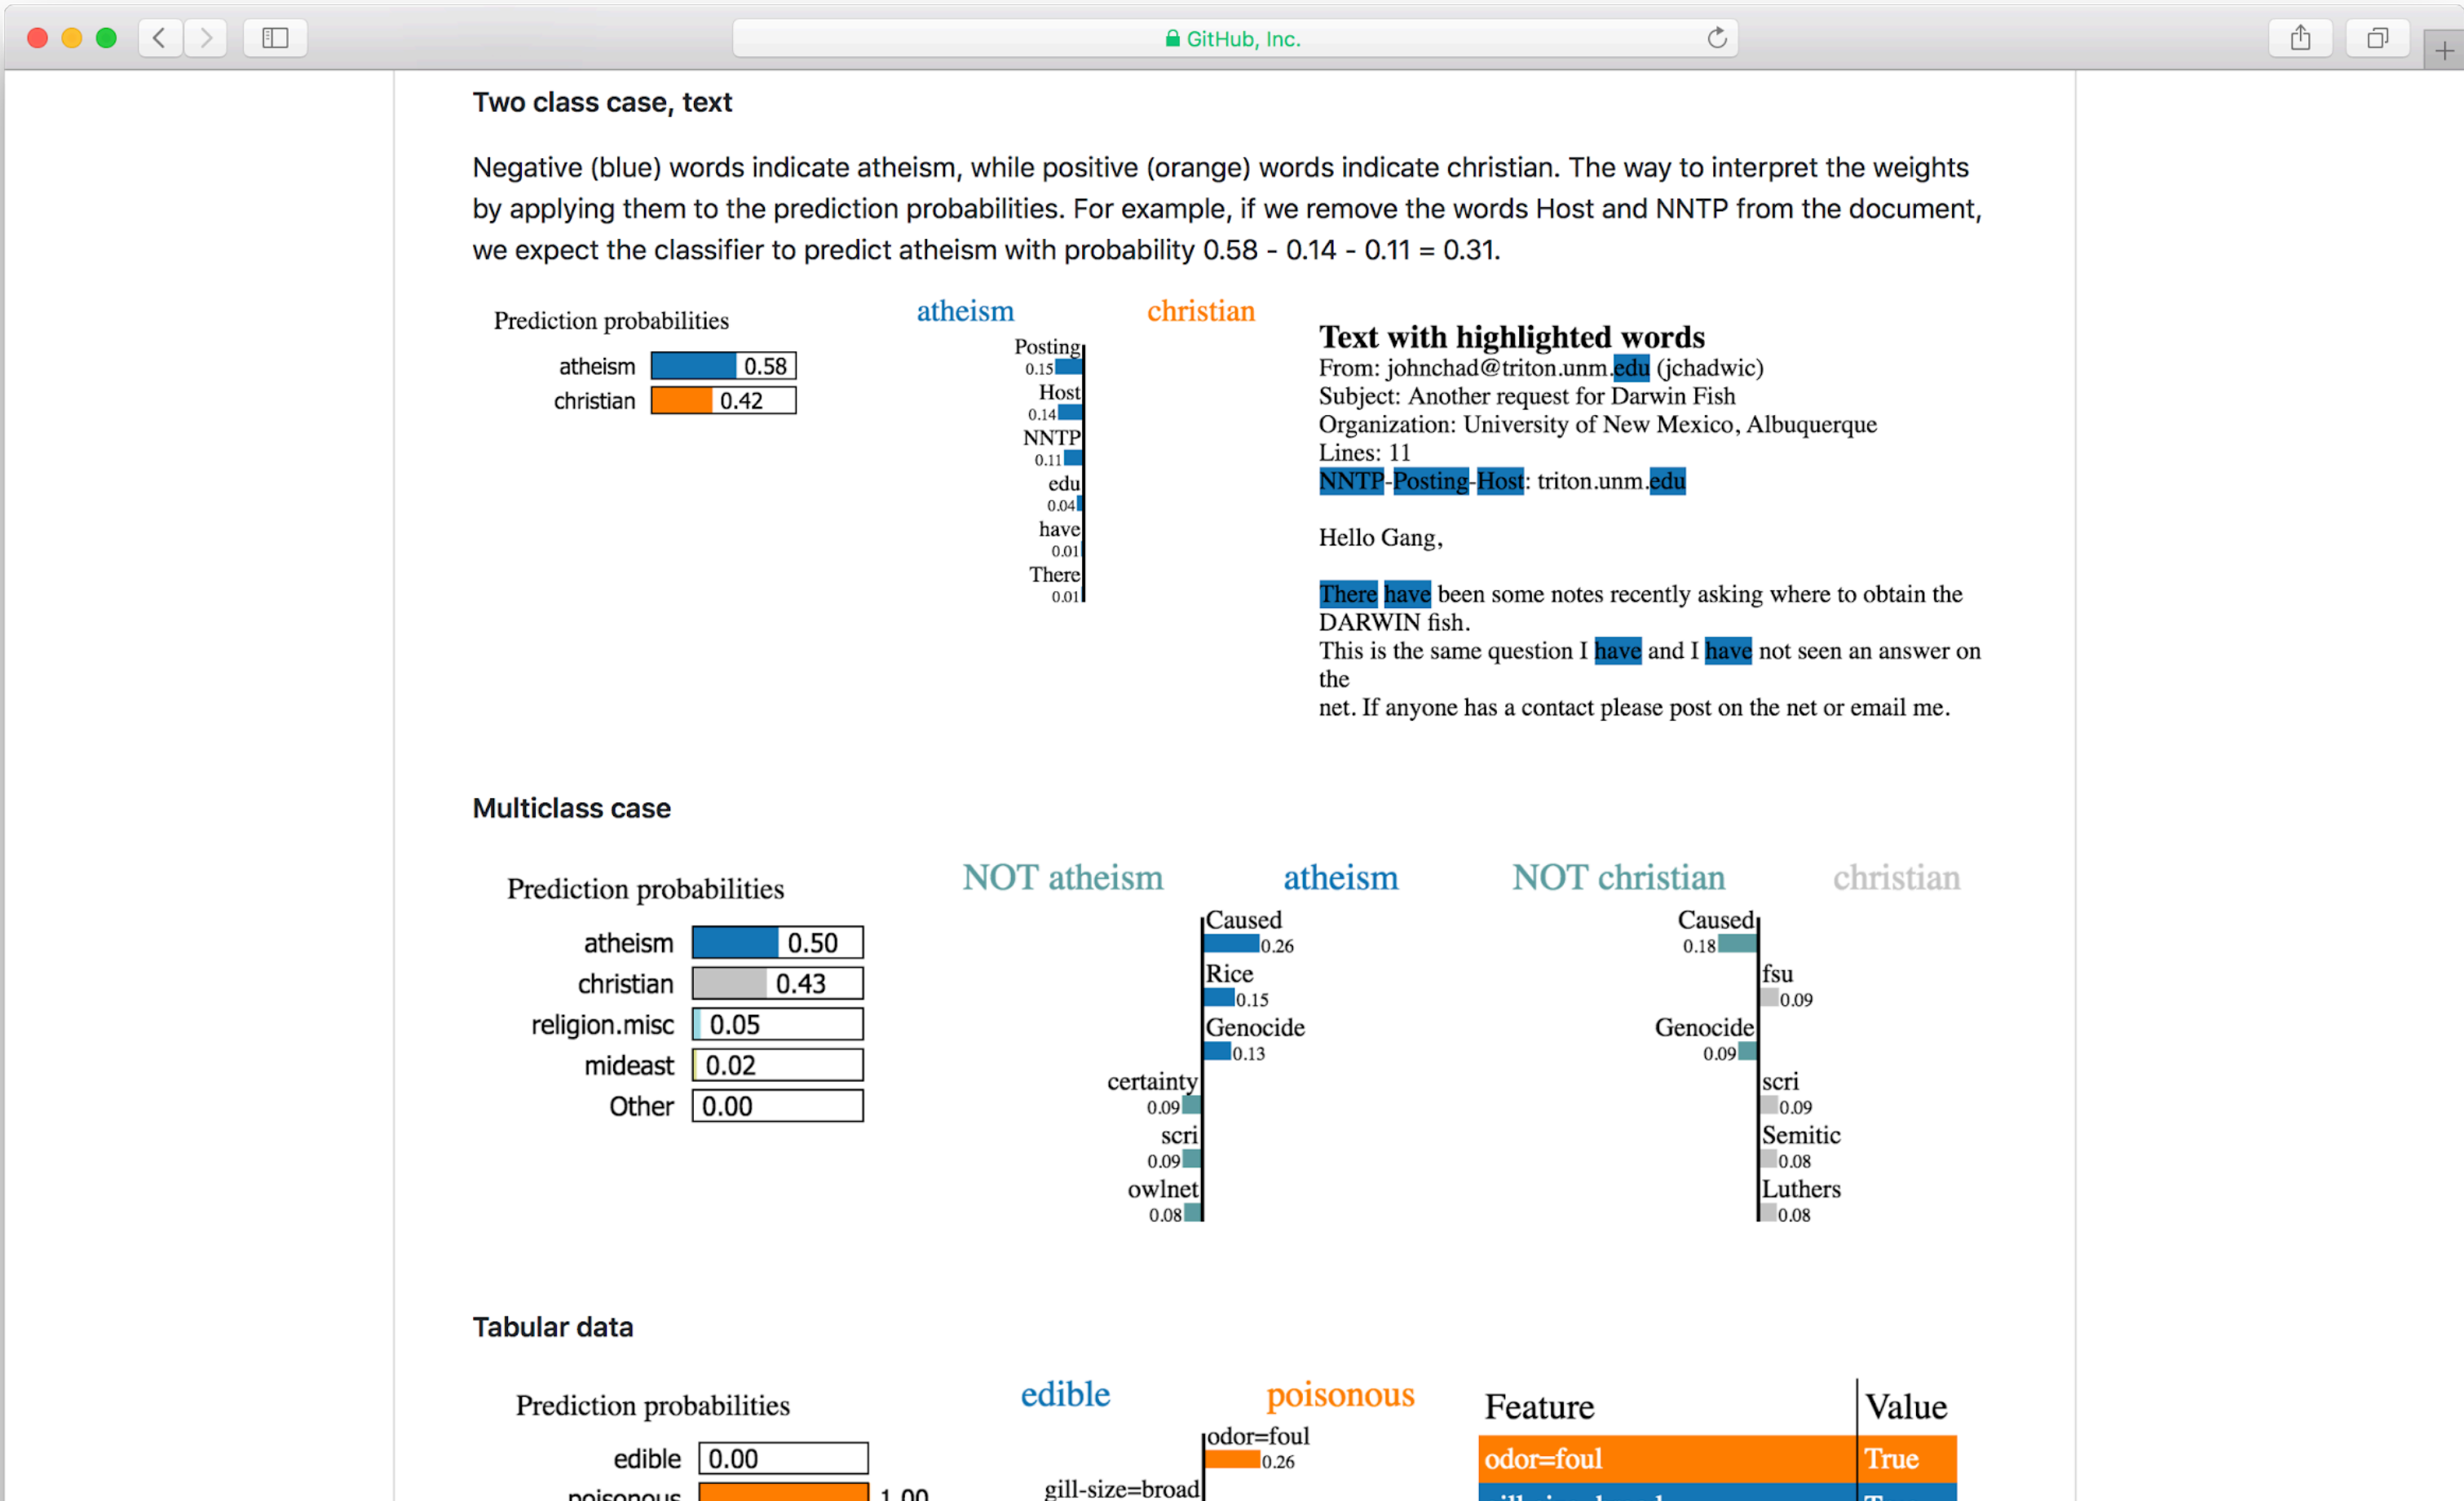 GitHub, Inc.
Two class case, text
Negative (blue) words indicate atheism, while positive (orange) words indicate christian. The way to interpret the weights
by applying them to the prediction probabilities. For example, if we remove the words Host and NNTP from the document,
we expect the classifier to predict atheism with probability 0.58 - 0.14 - 0.11 = 0.31.
Prediction probabilities
atheism 0.58
christian 0.42
atheism christian
Posting
0.15
Host
0.14
NNTP
0.11
edu
0.04
have
0.01
There
0.01
Text with highlighted words
From: johnchad@triton.unm.edu (jchadwic)
Subject: Another request for Darwin Fish
Organization: University of New Mexico, Albuquerque
Lines: 11
NNTP-Posting-Host: triton.unm.edu
Hello Gang,
There have been some notes recently asking where to obtain the
DARWIN fish.
This is the same question I have and I have not seen an answer on
the
net. If anyone has a contact please post on the net or email me.
Multiclass case
Prediction probabilities
atheism 0.50
christian 0.43
religion.misc 0.05
mideast 0.02
Other 0.00
NOT atheism atheism
Caused
0.26
Rice
0.15
Genocide
0.13
certainty
0.09
scri
0.09
owlnet
0.08
NOT christian christian
Caused
0.18
fsu
0.09
Genocide
0.09
scri
0.09
Semitic
0.08
Luthers
0.08
Tabular data
Prediction probabilities
edible 0.00
poisonous 1.00
edible poisonous
odor=foul
0.26
gill-size=broad
Feature Value
odor=foul True